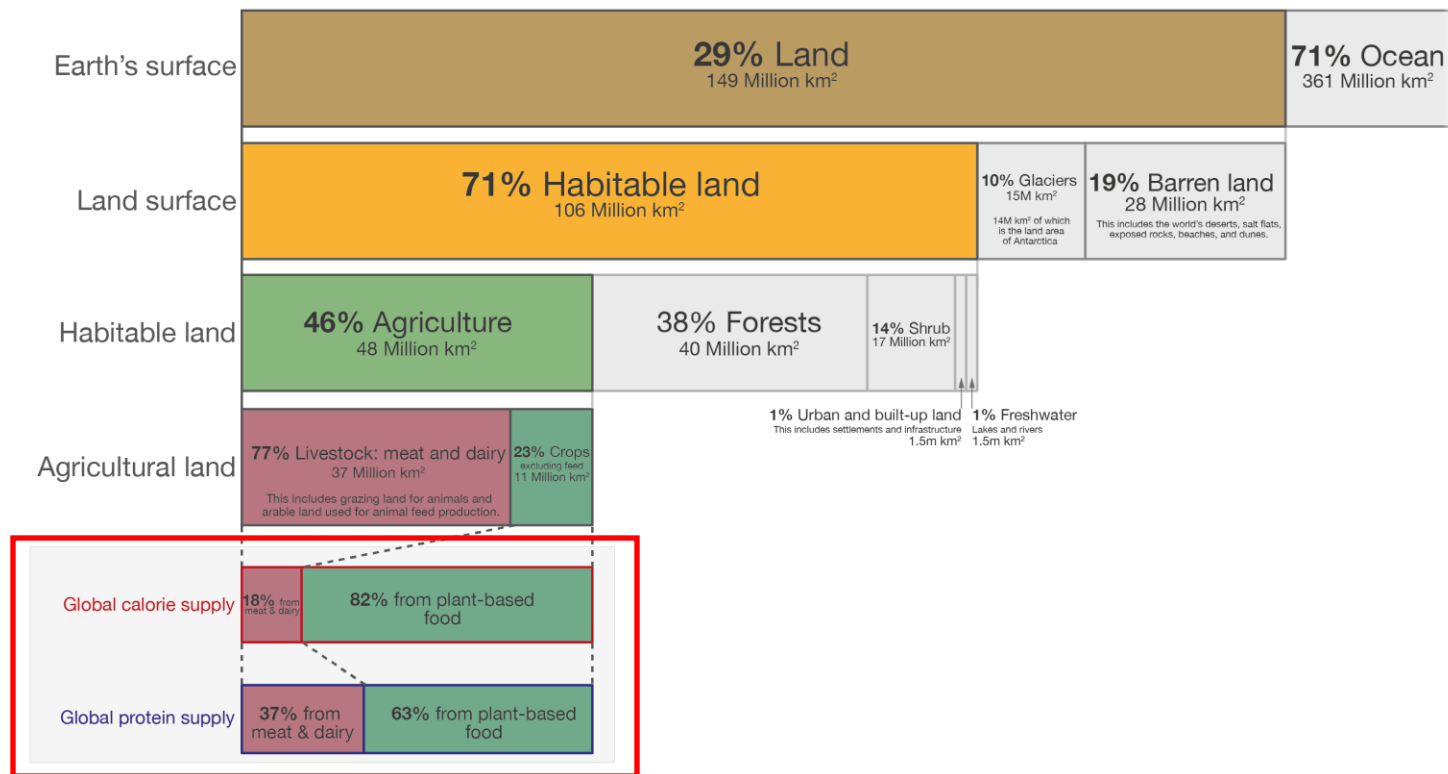 Earth's surface
29% Land
149 Million km²
71% Ocean
361 Million km²
Land surface
71% Habitable land
106 Million km²
10% Glaciers
15M km²
14M km² of which
is the land area
of Antarctica
19% Barren land
28 Million km²
This includes the world's deserts, salt flats,
exposed rocks, beaches, and dunes.
Habitable land
46% Agriculture
48 Million km²
38% Forests
40 Million km²
14% Shrub
17 Million km²
1% Urban and built-up land
This includes settlements and infrastructure
1.5m km²
1% Freshwater
Lakes and rivers
1.5m km²
Agricultural land
77% Livestock: meat and dairy
37 Million km²
This includes grazing land for animals and
arable land used for animal feed production.
23% Crops
excluding feed
11 Million km²
Global calorie supply
18% from
meat & dairy
82% from plant-based
food
Global protein supply
37% from
meat & dairy
63% from plant-based
food